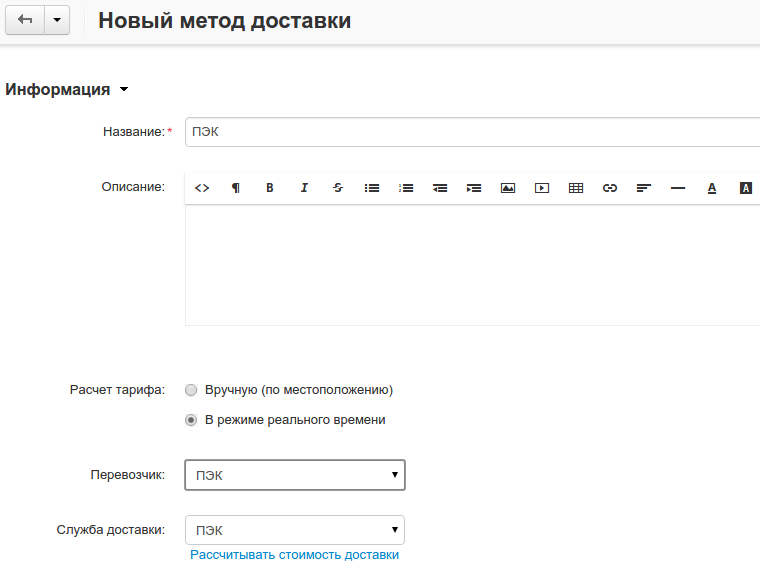 Новый метод доставки
Информация
Название:* ПЭК
Описание:
Расчет тарифа: Вручную (по местоположению)
В режиме реального времени
Перевозчик: ПЭК
Служба доставки: ПЭК
Рассчитывать стоимость доставки